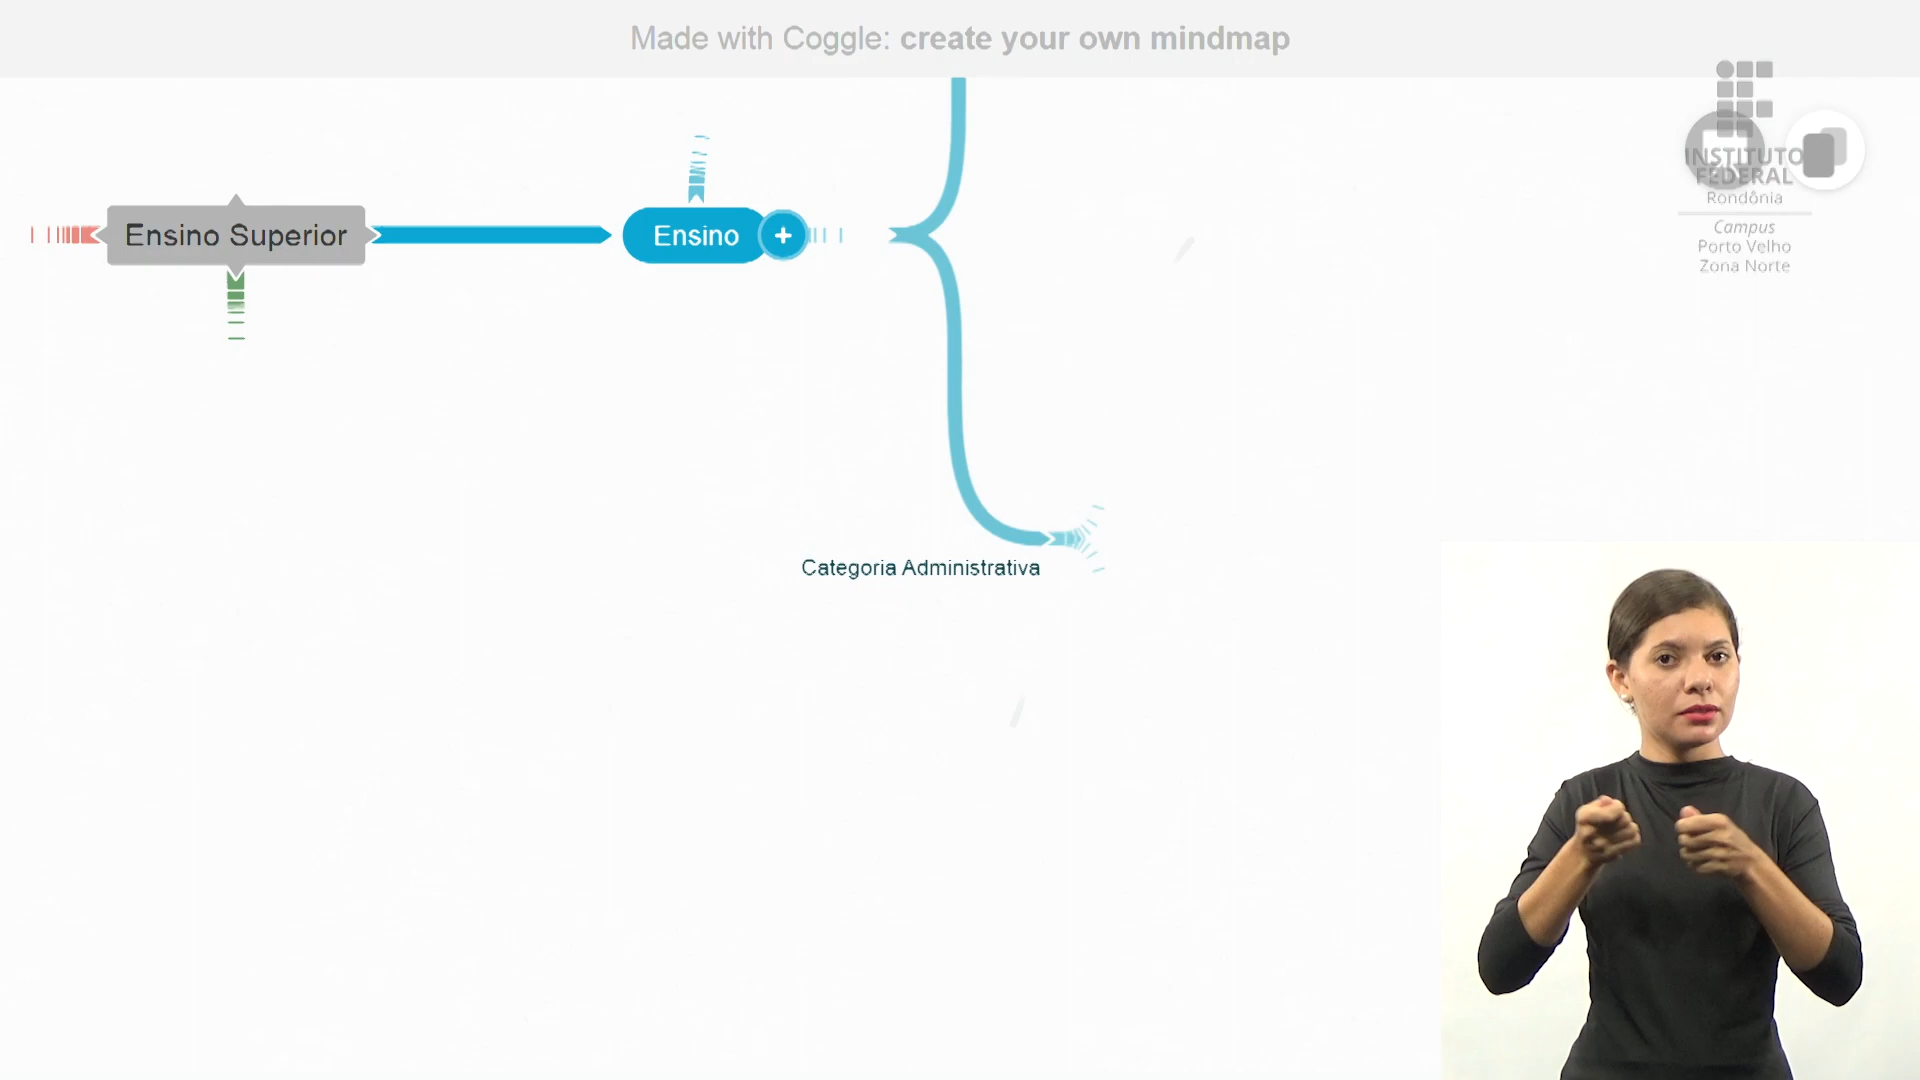 Made with Coggle: create your own mindmap
INSTITUTO
FEDERAL
Rondônia
Campus
Porto Velho
Zona Norte
Ensino Superior
Ensino
Categoria Administrativa